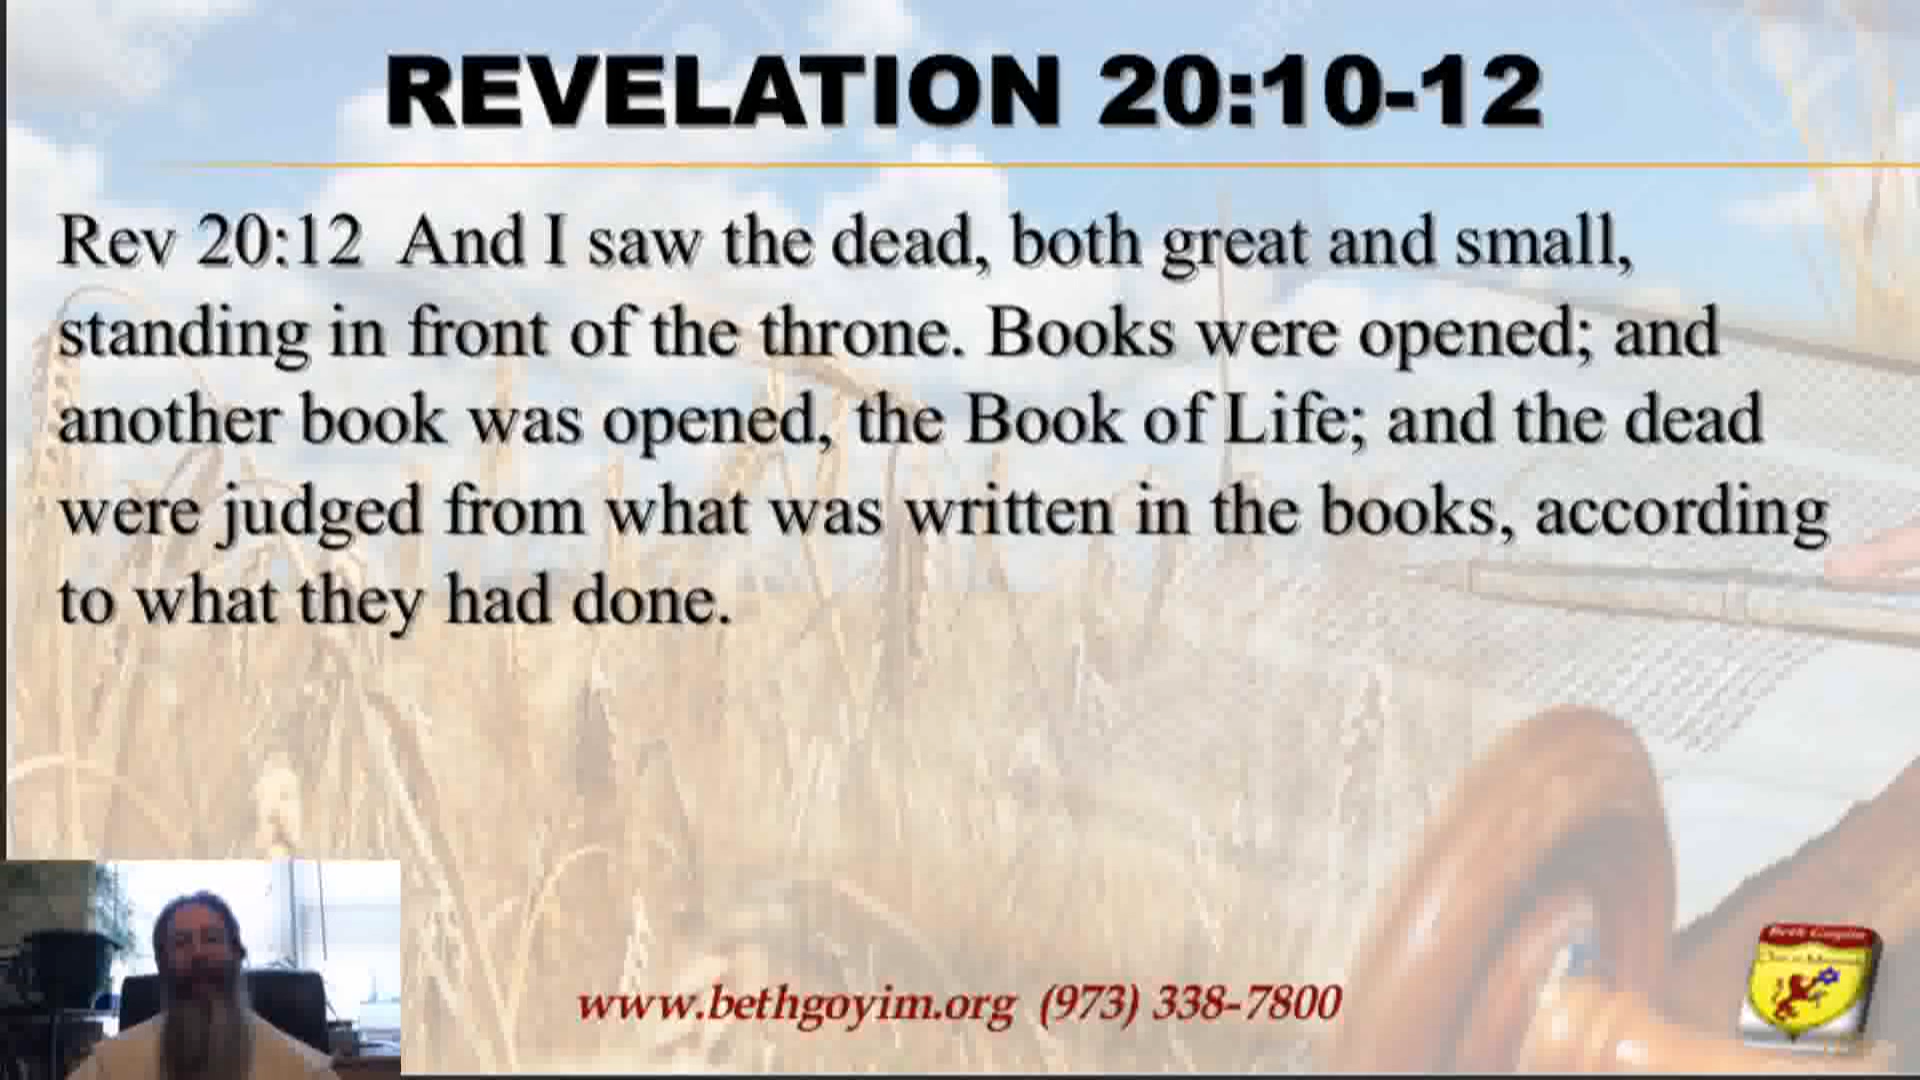 REVELATION 20:10-12
Rev 20:12 And I saw the dead, both great and small,
standing in front of the throne. Books were opened; and
another book was opened, the Book of Life; and the dead
were judged from what was written in the books, according
to what they had done.
www.bethgoyim.org (973) 338-7800
Beth Goyim